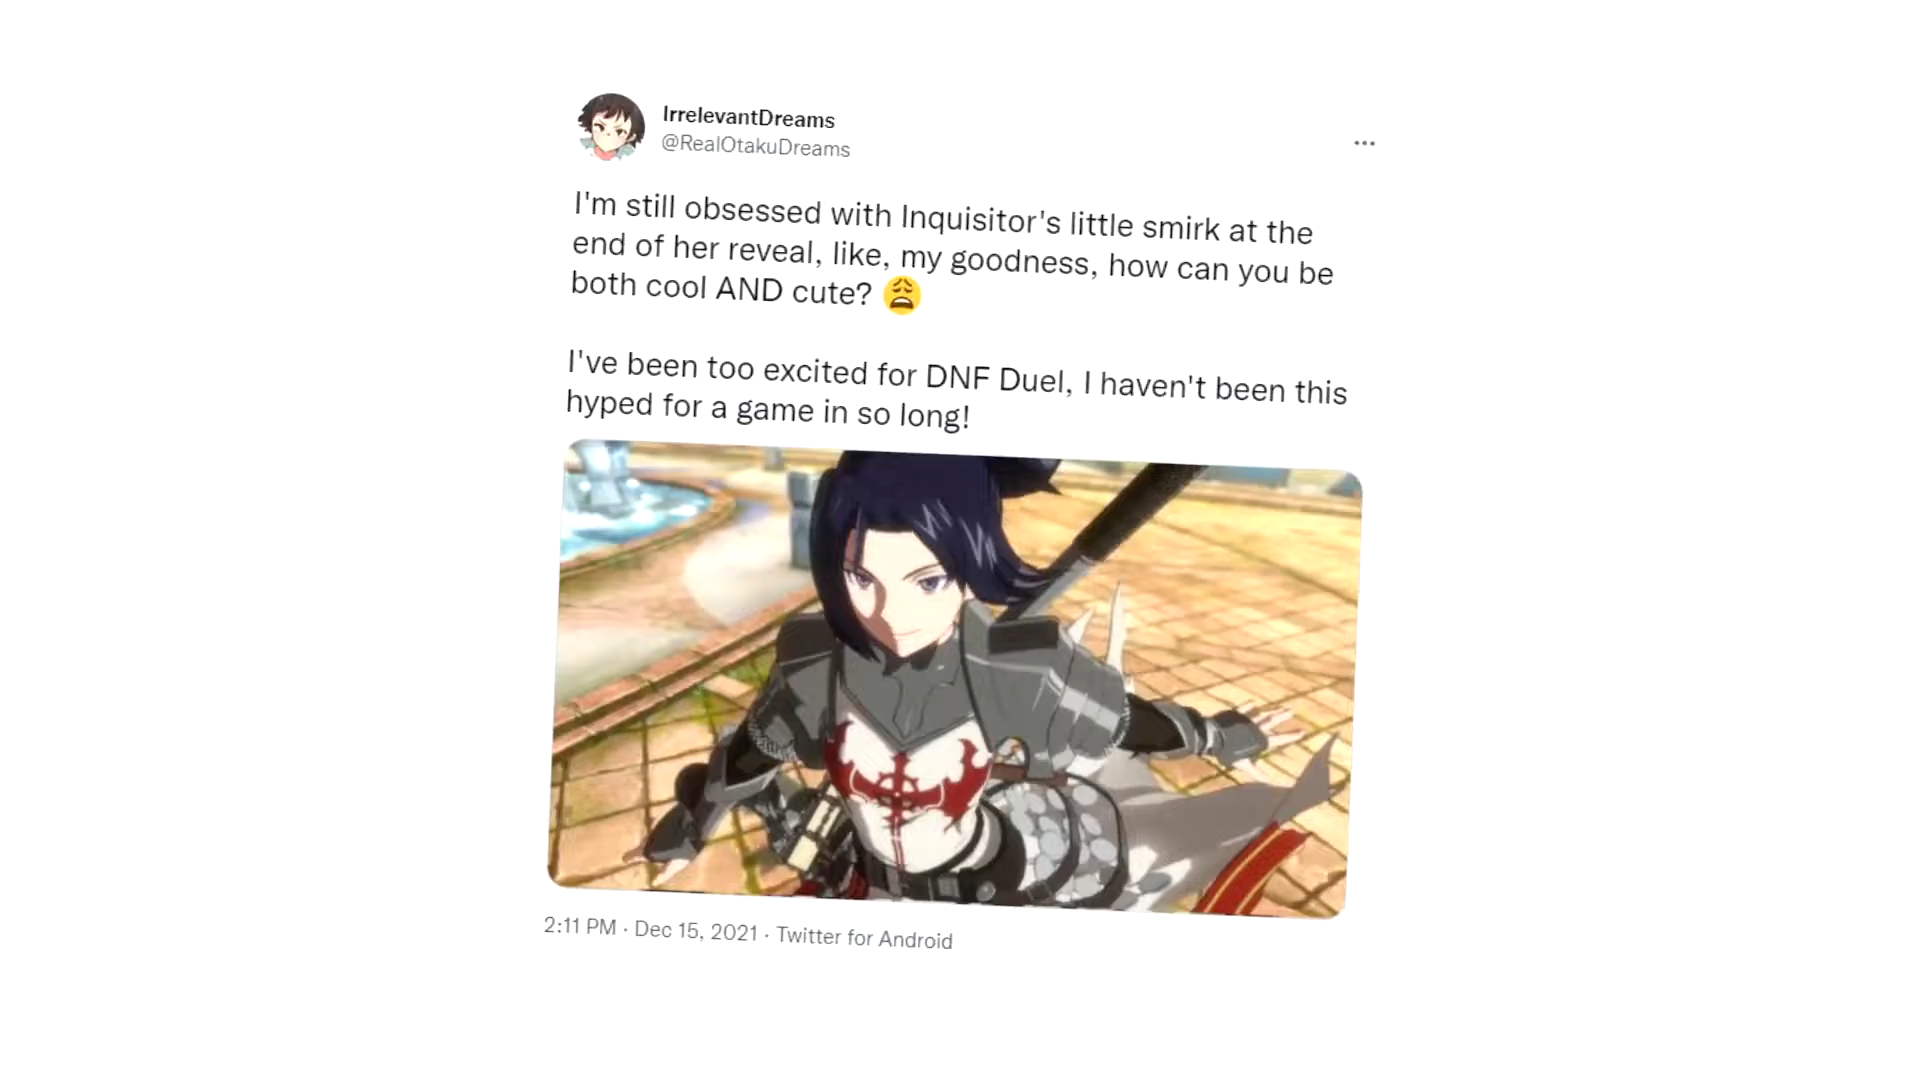 IrrelevantDreams
@RealOtakuDreams
I'm still obsessed with Inquisitor's little smirk at the
end of her reveal, like, my goodness, how can you be
both cool AND cute? 😩
I've been too excited for DNF Duel, I haven't been this
hyped for a game in so long!
2:11 PM · Dec 15, 2021 · Twitter for Android